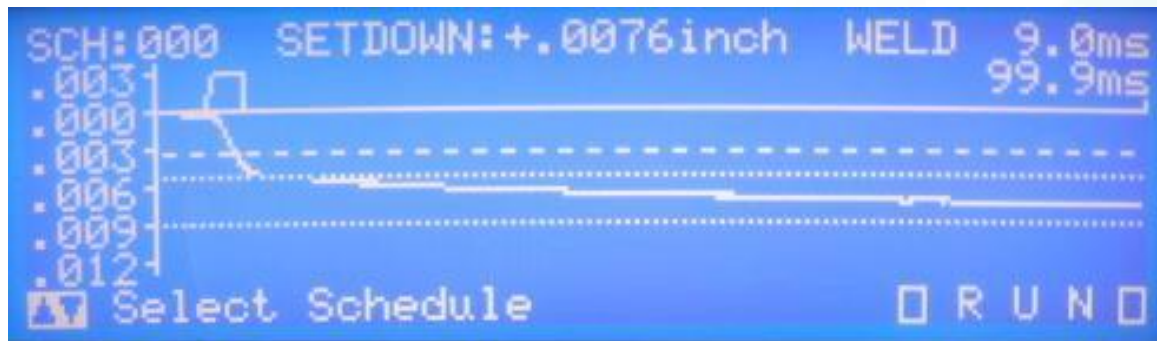 SCH:000 SETDOWN:+.0076inch WELD 9.0ms
99.9ms
.003
.000
.003
.006
.009
.012
Select Schedule RUN